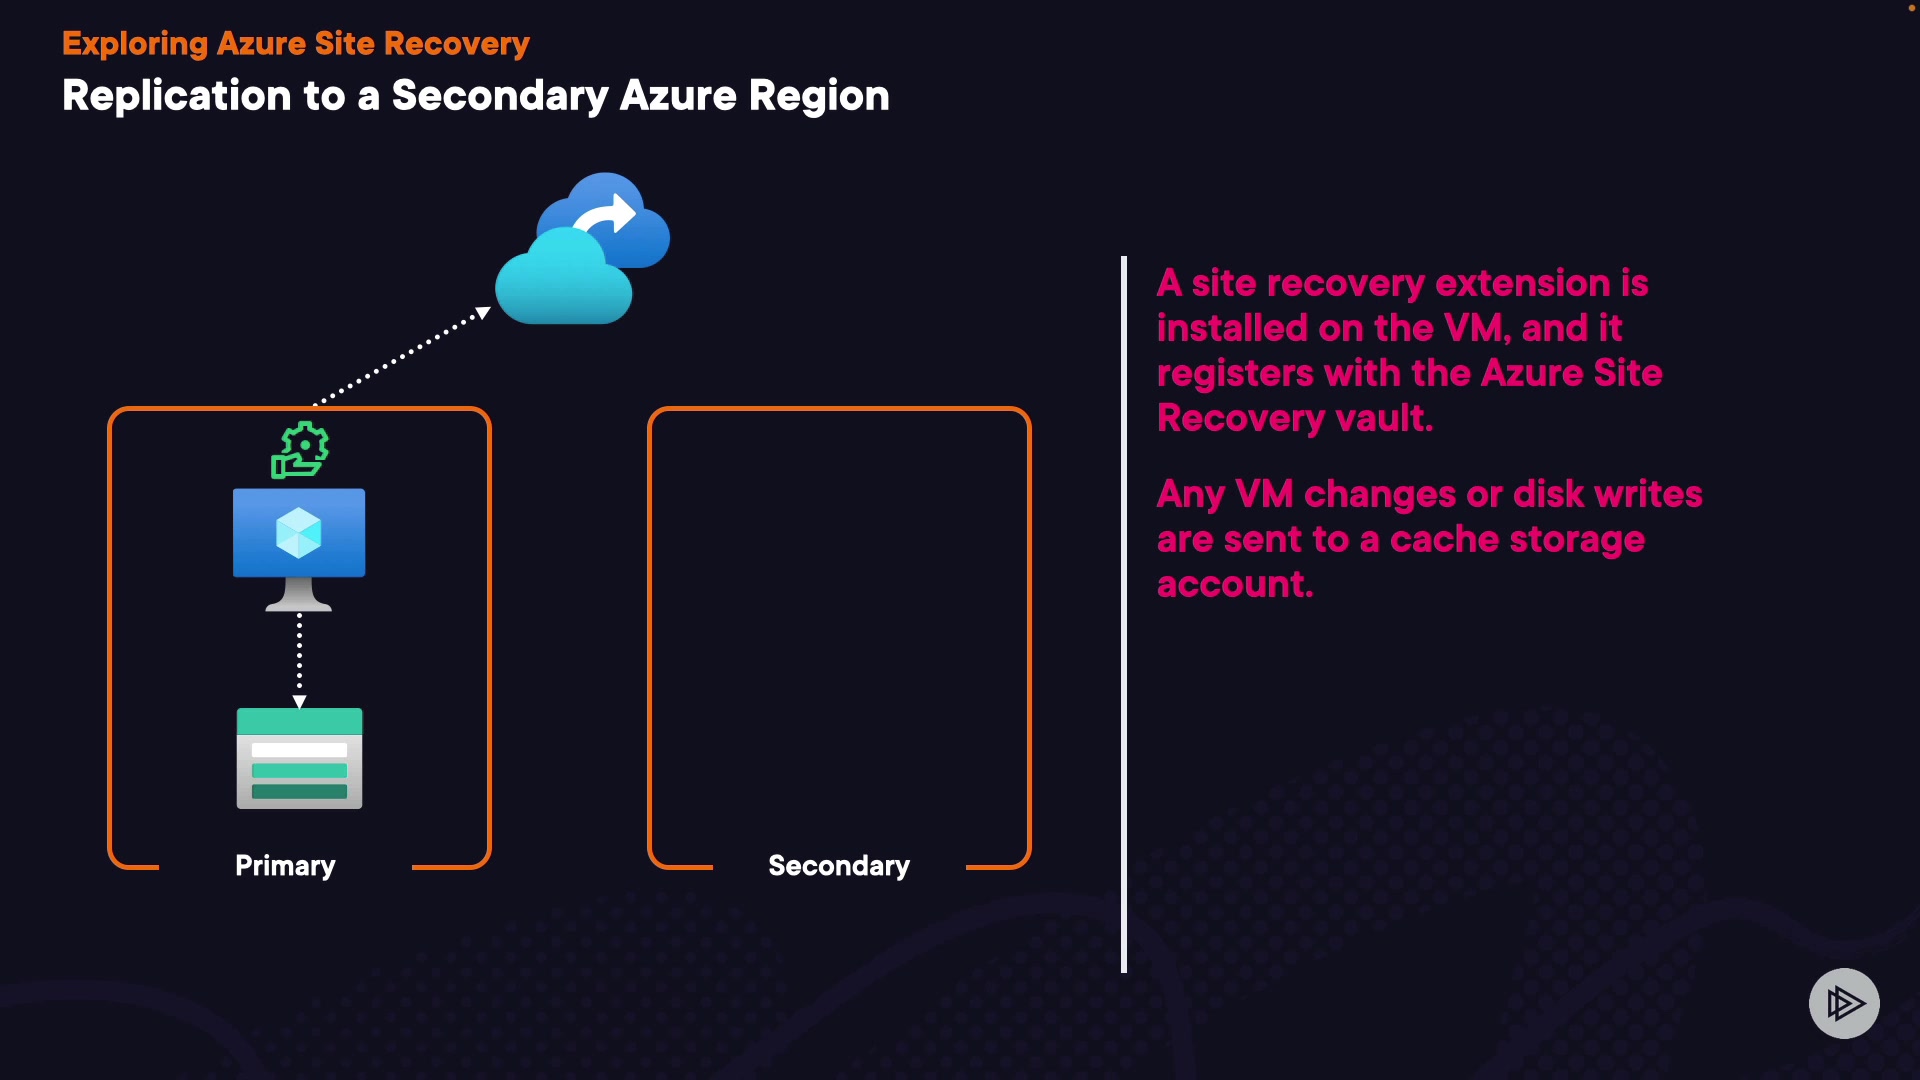 Exploring Azure Site Recovery
Replication to a Secondary Azure Region
A site recovery extension is
installed on the VM, and it
registers with the Azure Site
Recovery vault.
Any VM changes or disk writes
are sent to a cache storage
account.
Primary
Secondary